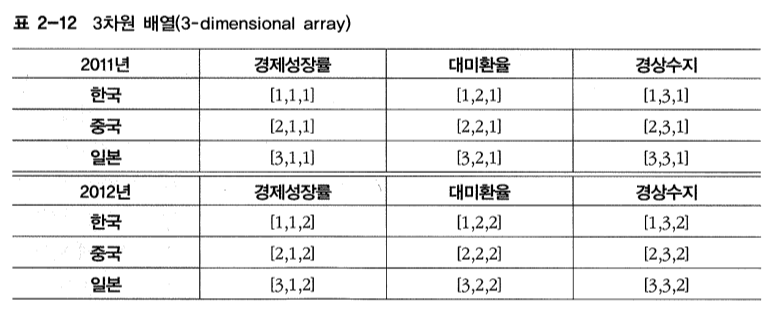 표 2-12 3차원 배열(3-dimensional array)
2011년 경제성장률 대미환율 경상수지
한국 [1,1,1] [1,2,1] [1,3,1]
중국 [2,1,1] [2,2,1] [2,3,1]
일본 [3,1,1] [3,2,1] [3,3,1]
2012년 경제성장률 대미환율 경상수지
한국 [1,1,2] [1,2,2] [1,3,2]
중국 [2,1,2] [2,2,2] [2,3,2]
일본 [3,1,2] [3,2,2] [3,3,2]